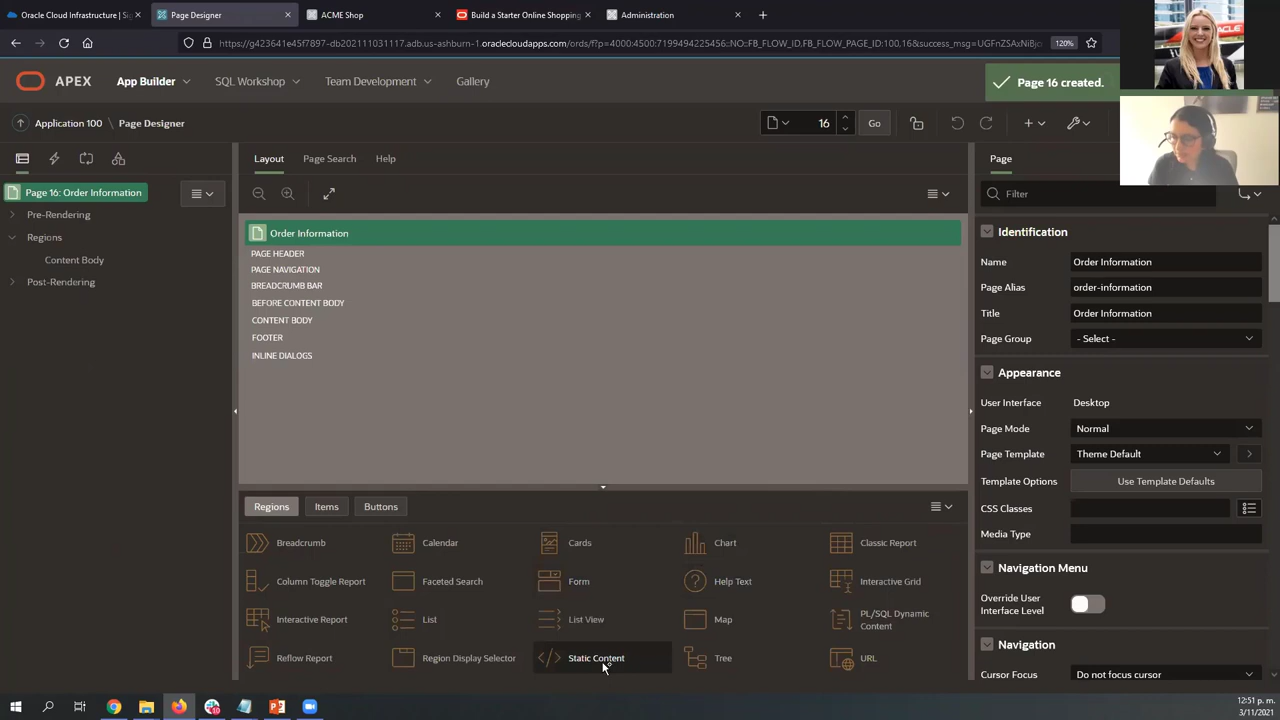 Oracle Cloud Infrastructure | Sig
Page Designer
ACME Shop
Build a Starter Online Shopping
Administration
120%
APEX
App Builder
SQL Workshop
Team Development
Gallery
Page 16 created.
Application 100
Page Designer
16
Go
Layout
Page Search
Help
Page
Page 16: Order Information
Filter
Pre-Rendering
Regions
Content Body
Post-Rendering
Order Information
PAGE HEADER
PAGE NAVIGATION
BREADCRUMB BAR
BEFORE CONTENT BODY
CONTENT BODY
FOOTER
INLINE DIALOGS
Identification
Name
Order Information
Page Alias
order-information
Title
Order Information
Page Group
- Select -
Appearance
User Interface
Desktop
Page Mode
Normal
Page Template
Theme Default
Template Options
Use Template Defaults
CSS Classes
Media Type
Navigation Menu
Override User
Interface Level
Navigation
Cursor Focus
Do not focus cursor
Regions
Items
Buttons
Breadcrumb
Calendar
Cards
Chart
Classic Report
Column Toggle Report
Faceted Search
Form
Help Text
Interactive Grid
Interactive Report
List
List View
Map
PL/SQL Dynamic
Content
Reflow Report
Region Display Selector
Static Content
Tree
URL
12:51 p. m.
3/11/2021